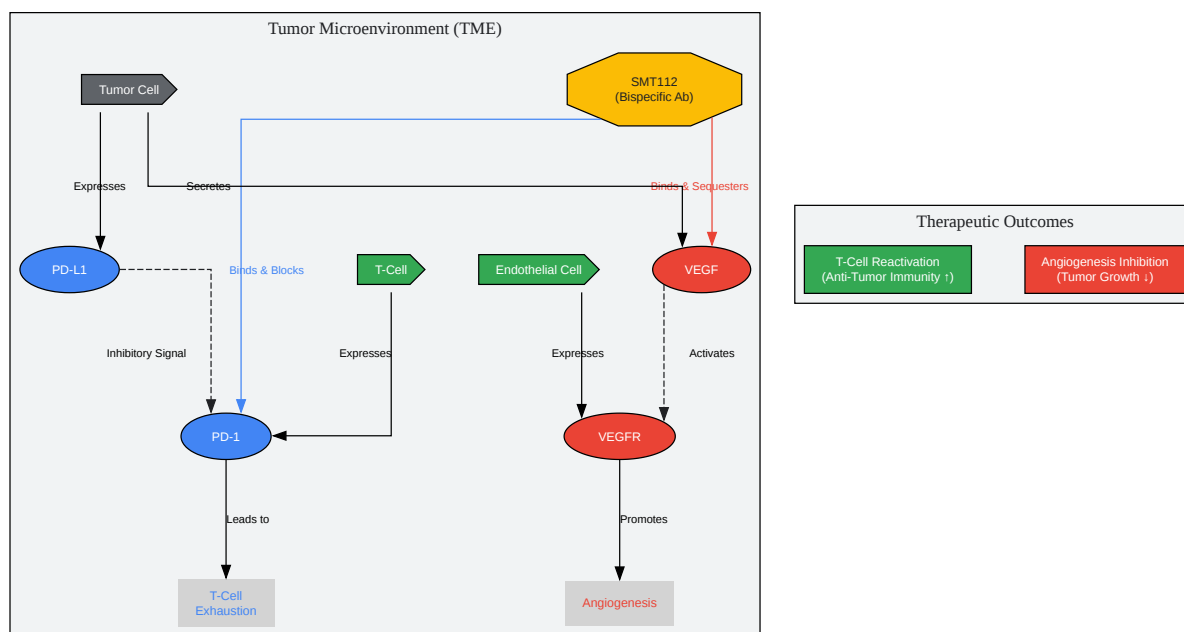 Tumor Microenvironment (TME)
Tumor Cell
SMT112
(Bispecific Ab)
Expresses
Secretes
Binds & Sequesters
Therapeutic Outcomes
PD-L1
Binds & Blocks
T-Cell
Endothelial Cell
VEGF
T-Cell Reactivation
(Anti-Tumor Immunity ↑)
Angiogenesis Inhibition
(Tumor Growth ↓)
Inhibitory Signal
Expresses
Expresses
Activates
PD-1
VEGFR
Leads to
Promotes
T-Cell
Exhaustion
Angiogenesis